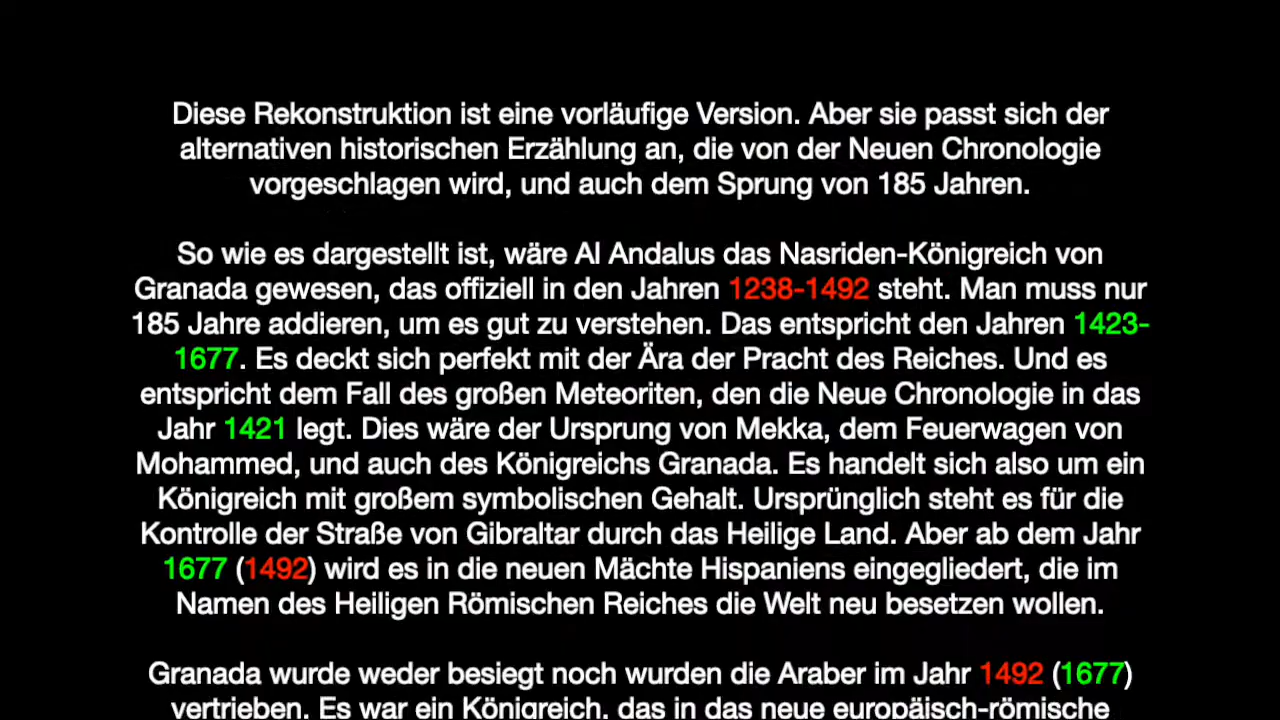 Diese Rekonstruktion ist eine vorläufige Version. Aber sie passt sich der
alternativen historischen Erzählung an, die von der Neuen Chronologie
vorgeschlagen wird, und auch dem Sprung von 185 Jahren.
So wie es dargestellt ist, wäre Al Andalus das Nasriden-Königreich von
Granada gewesen, das offiziell in den Jahren 1238-1492 steht. Man muss nur
185 Jahre addieren, um es gut zu verstehen. Das entspricht den Jahren 1423-
1677. Es deckt sich perfekt mit der Ära der Pracht des Reiches. Und es
entspricht dem Fall des großen Meteoriten, den die Neue Chronologie in das
Jahr 1421 legt. Dies wäre der Ursprung von Mekka, dem Feuerwagen von
Mohammed, und auch des Königreichs Granada. Es handelt sich also um ein
Königreich mit großem symbolischen Gehalt. Ursprünglich steht es für die
Kontrolle der Straße von Gibraltar durch das Heilige Land. Aber ab dem Jahr
1677 (1492) wird es in die neuen Mächte Hispaniens eingegliedert, die im
Namen des Heiligen Römischen Reiches die Welt neu besetzen wollen.
Granada wurde weder besiegt noch wurden die Araber im Jahr 1492 (1677)
vertrieben. Es war ein Königreich, das in das neue europäisch-römische